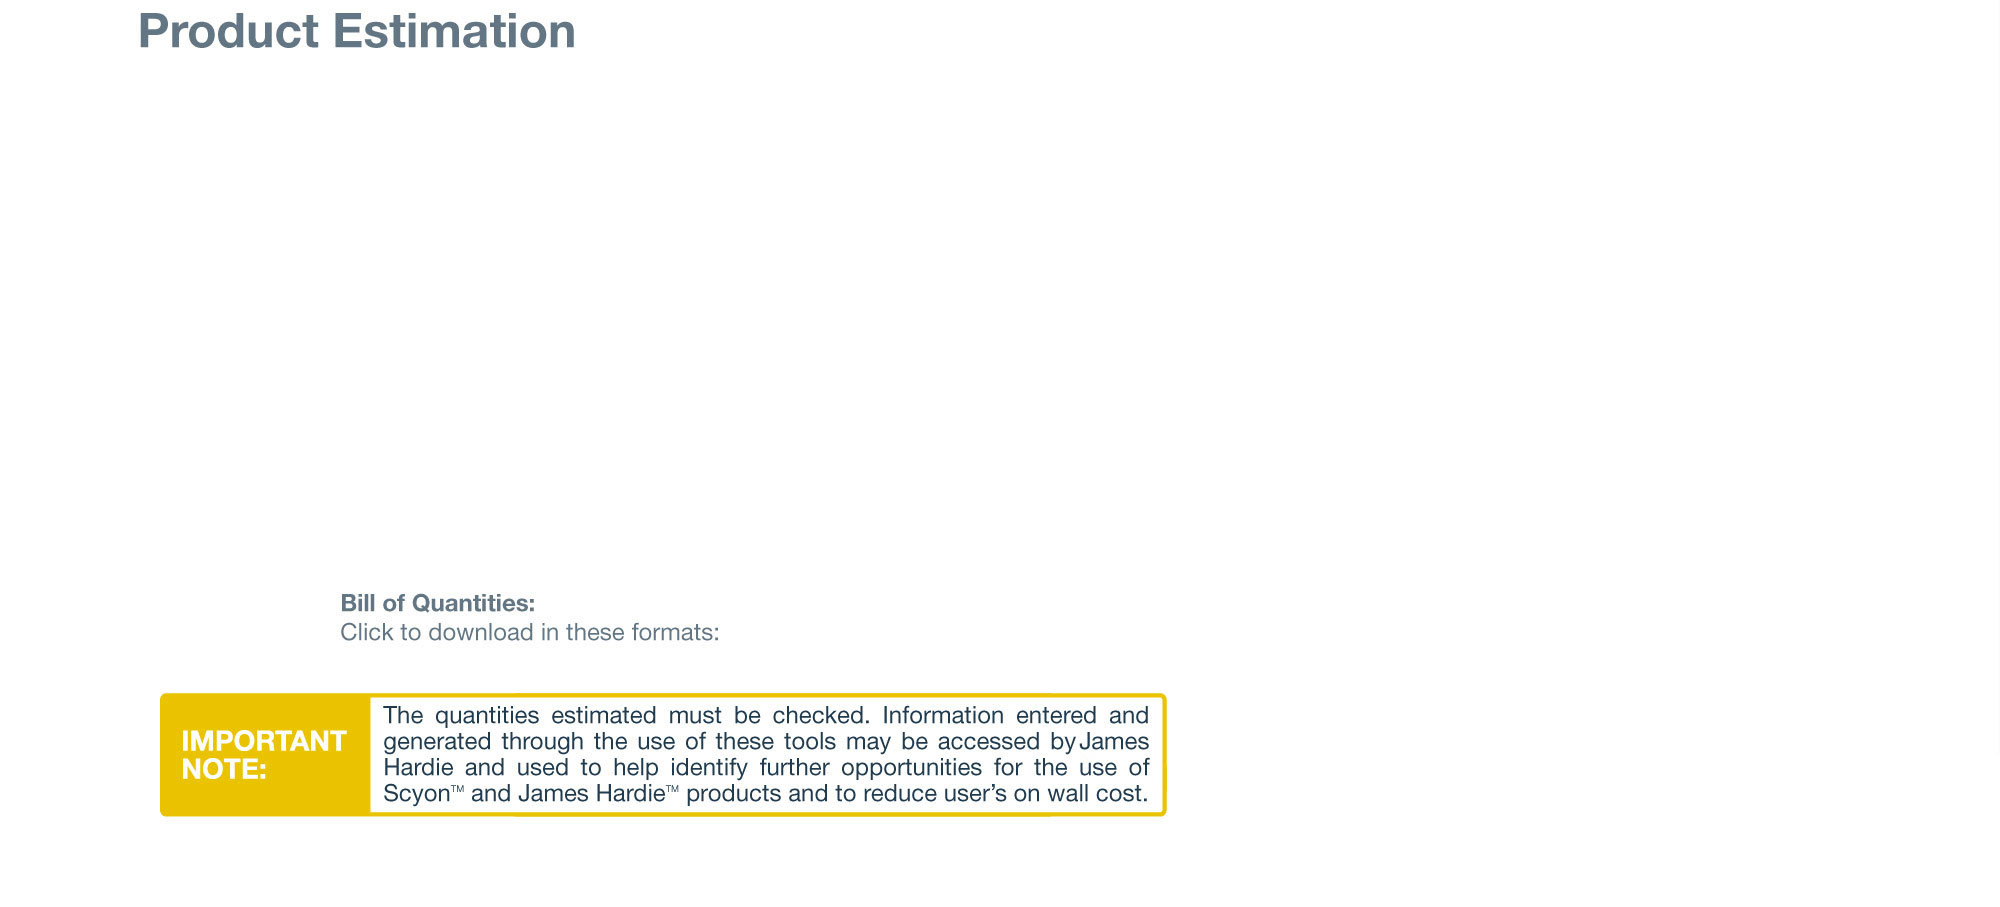 Product Estimation
Bill of Quantities:
Click to download in these formats:
IMPORTANT
NOTE:
The quantities estimated must be checked. Information entered and
generated through the use of these tools may be accessed by James
Hardie and used to help identify further opportunities for the use of
Scyon™ and James Hardie™ products and to reduce user’s on wall cost.